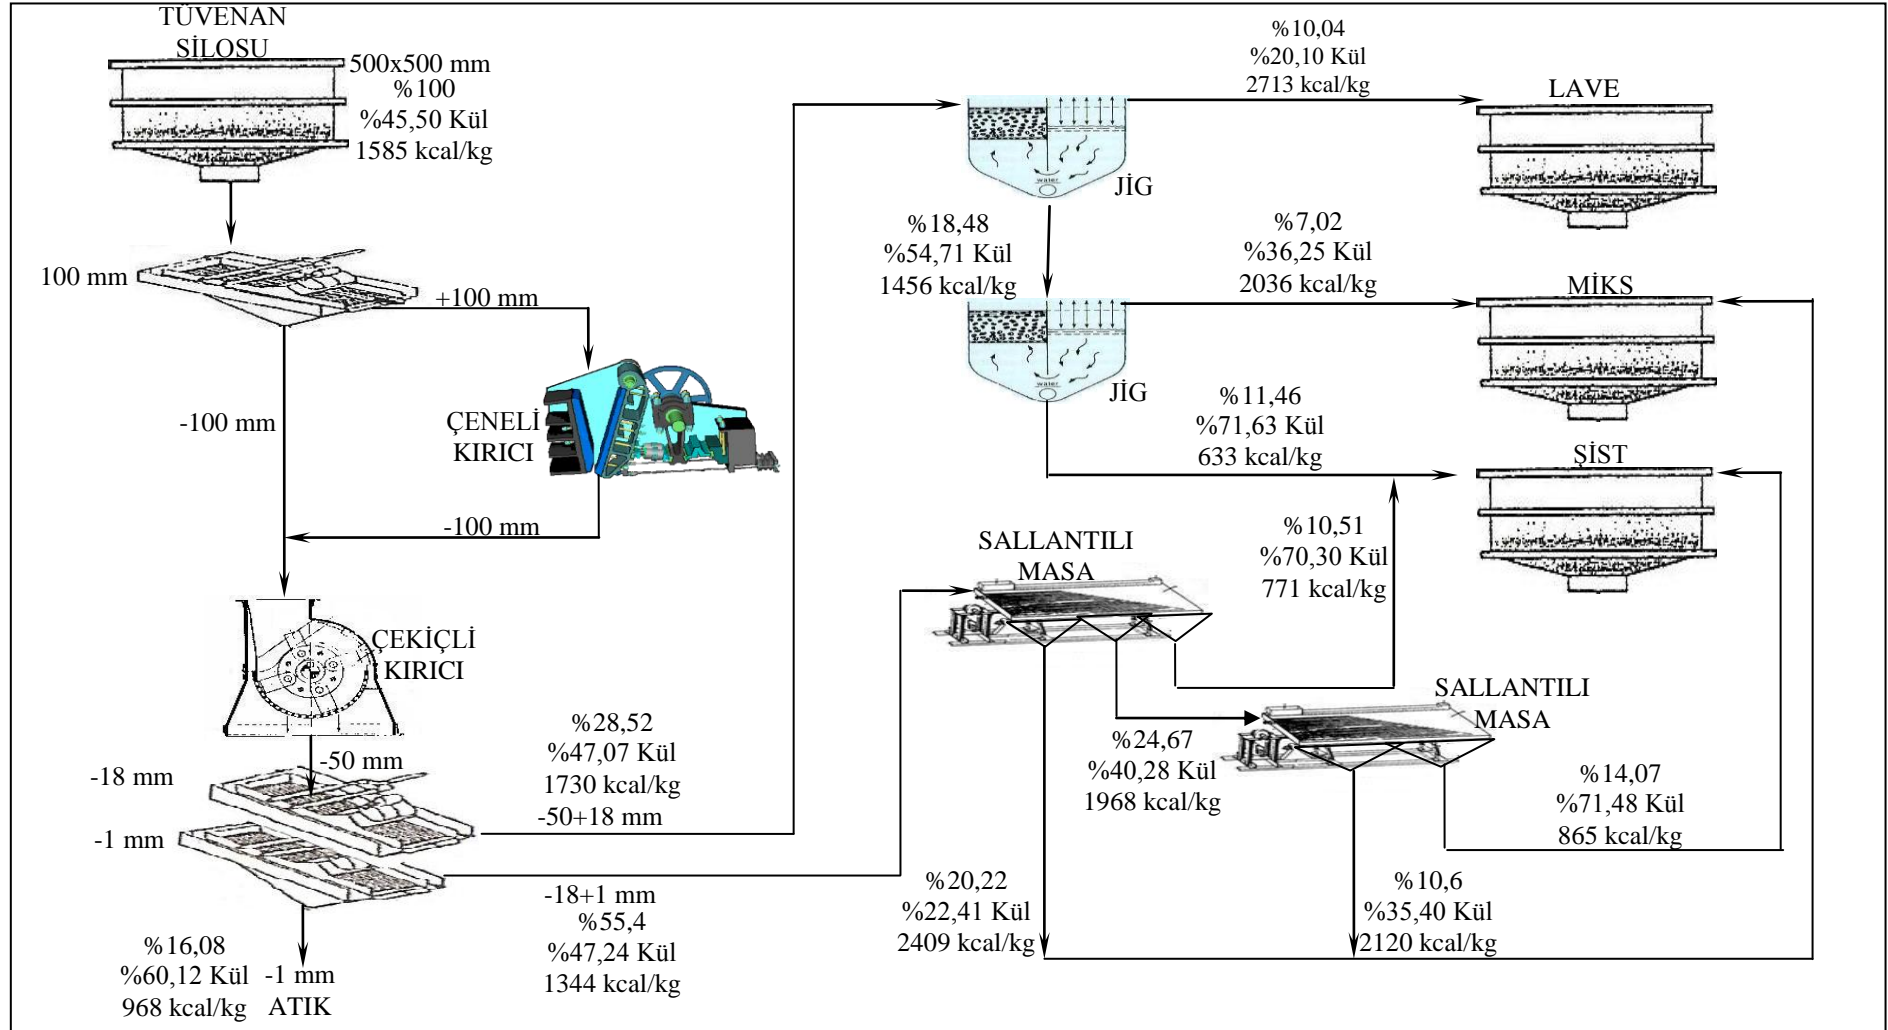 TÜVENAN
SİLOSU
500x500 mm
%100
%45,50 Kül
1585 kcal/kg
100 mm
+100 mm
-100 mm
ÇENELİ
KIRICI
-100 mm
ÇEKİÇLİ
KIRICI
-50 mm
-18 mm
-1 mm
%28,52
%47,07 Kül
1730 kcal/kg
-50+18 mm
-18+1 mm
%55,4
%47,24 Kül
1344 kcal/kg
%16,08
%60,12 Kül
968 kcal/kg
-1 mm
ATIK
%10,04
%20,10 Kül
2713 kcal/kg
LAVE
water
JİG
%18,48
%54,71 Kül
1456 kcal/kg
%7,02
%36,25 Kül
2036 kcal/kg
MİKS
water
JİG
%11,46
%71,63 Kül
633 kcal/kg
ŞİST
SALLANTILI
MASA
%10,51
%70,30 Kül
771 kcal/kg
SALLANTILI
MASA
%24,67
%40,28 Kül
1968 kcal/kg
%14,07
%71,48 Kül
865 kcal/kg
%20,22
%22,41 Kül
2409 kcal/kg
%10,6
%35,40 Kül
2120 kcal/kg